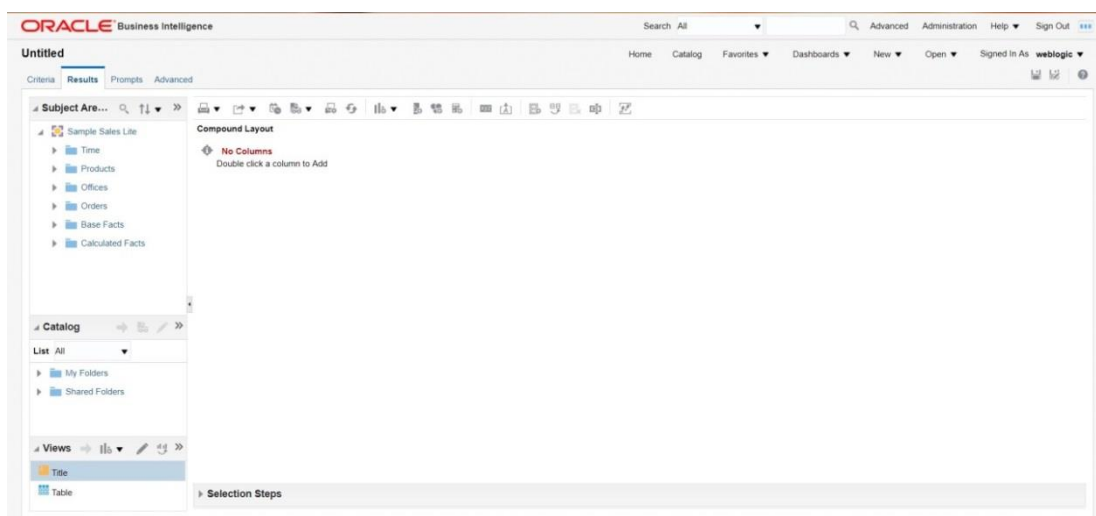 ORACLE Business Intelligence
Search All Advanced Administration Help Sign Out
Untitled
Home Catalog Favorites Dashboards New Open Signed In As weblogic
Criteria Results Prompts Advanced
Subject Are...
Sample Sales Lite
Time
Products
Offices
Orders
Base Facts
Calculated Facts
Compound Layout
No Columns
Double click a column to Add
Catalog
List All
My Folders
Shared Folders
Views
Title
Table
Selection Steps